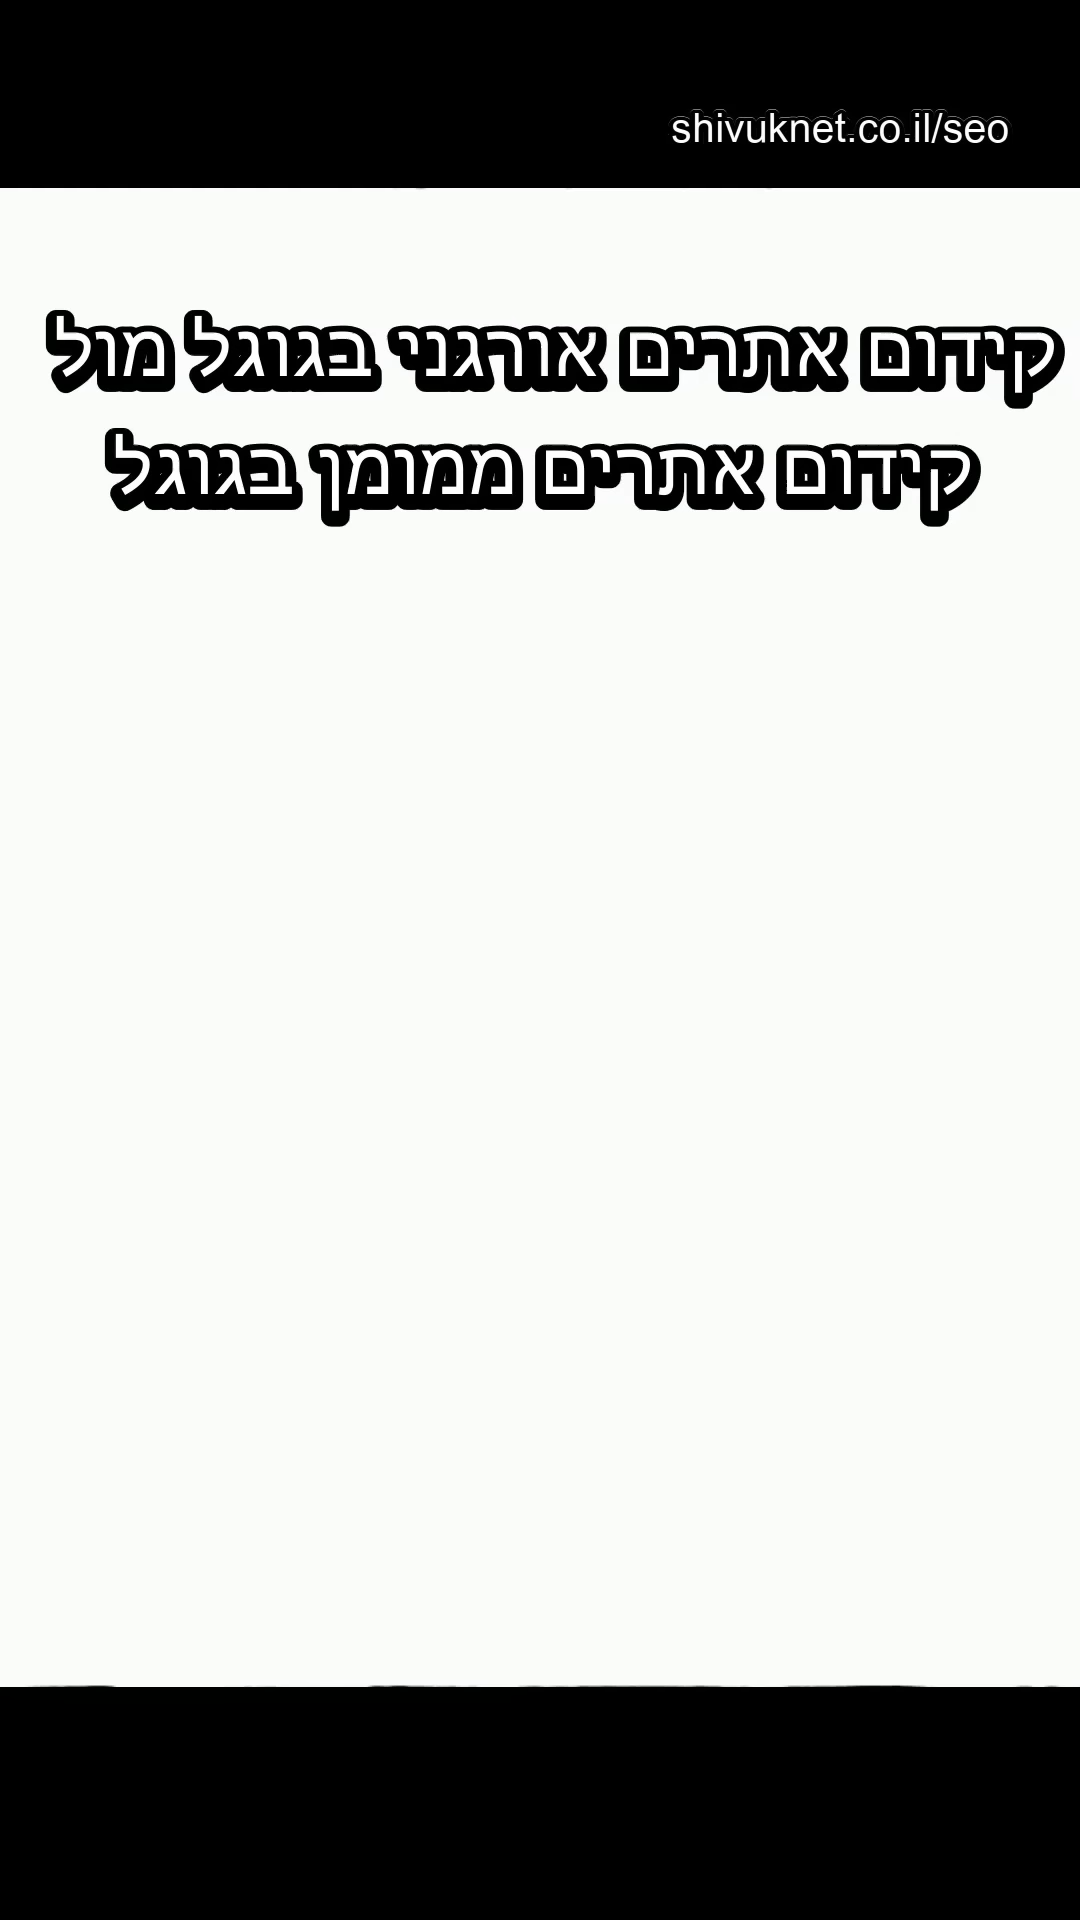 shivuknet.co.il/seo
קידום אתרים אורגני בגוגל מול
קידום אתרים ממומן בגוגל